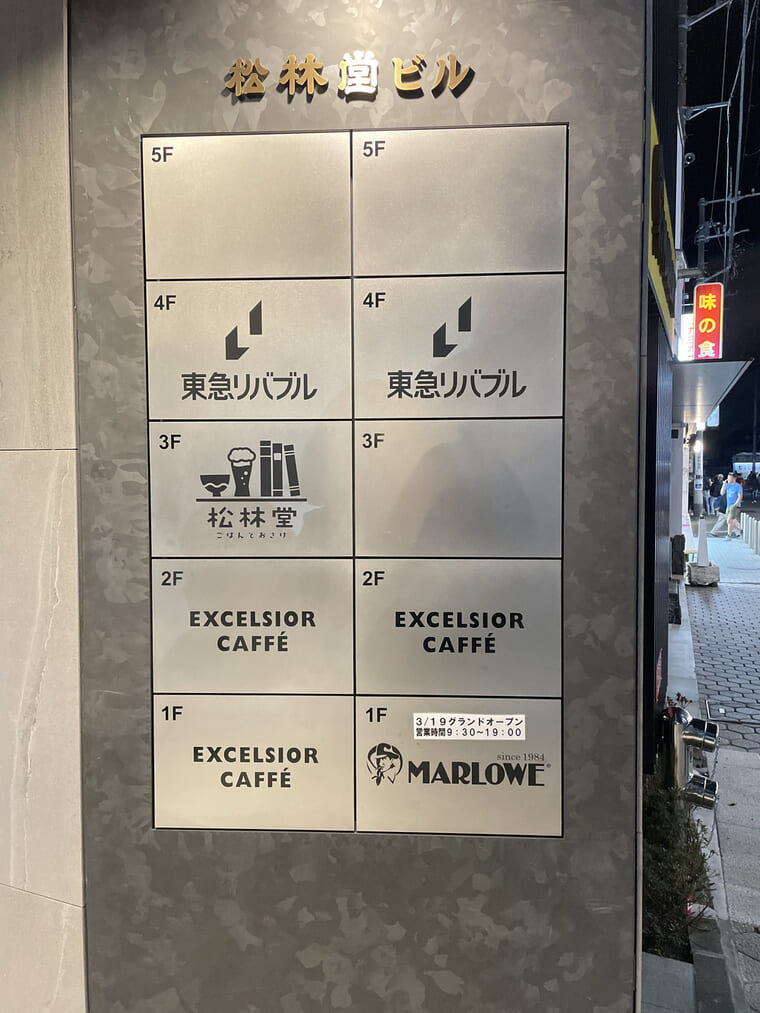 松林堂ビル
5F
5F
4F
東急リバブル
4F
東急リバブル
3F
松林堂
ごはんとおさけ
3F
2F
EXCELSIOR
CAFFÉ
2F
EXCELSIOR
CAFFÉ
1F
EXCELSIOR
CAFFÉ
1F
3/19グランドオープン
営業時間9:30~19:00
since 1984
MARLOWE®
味の食